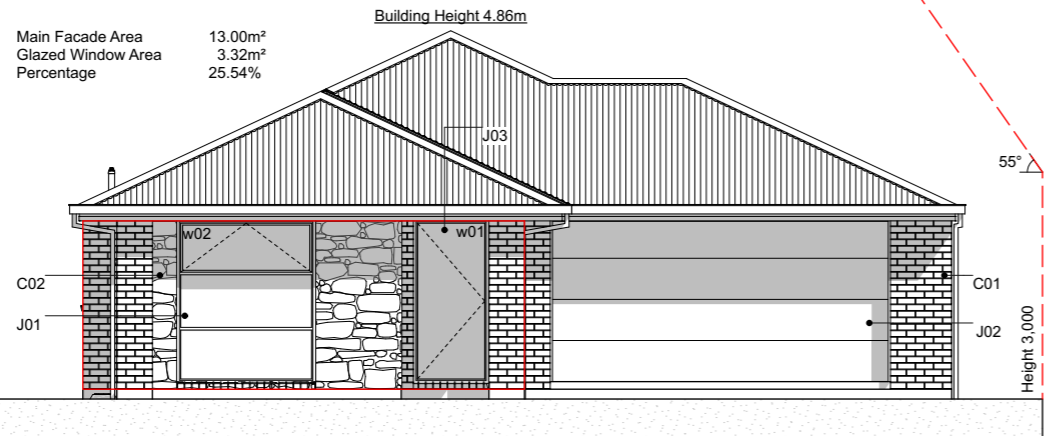 Building Height 4.86m
Main Facade Area 13.00m²
Glazed Window Area 3.32m²
Percentage 25.54%
J03
55°
w02
w01
C02
C01
J01
J02
Height 3,000